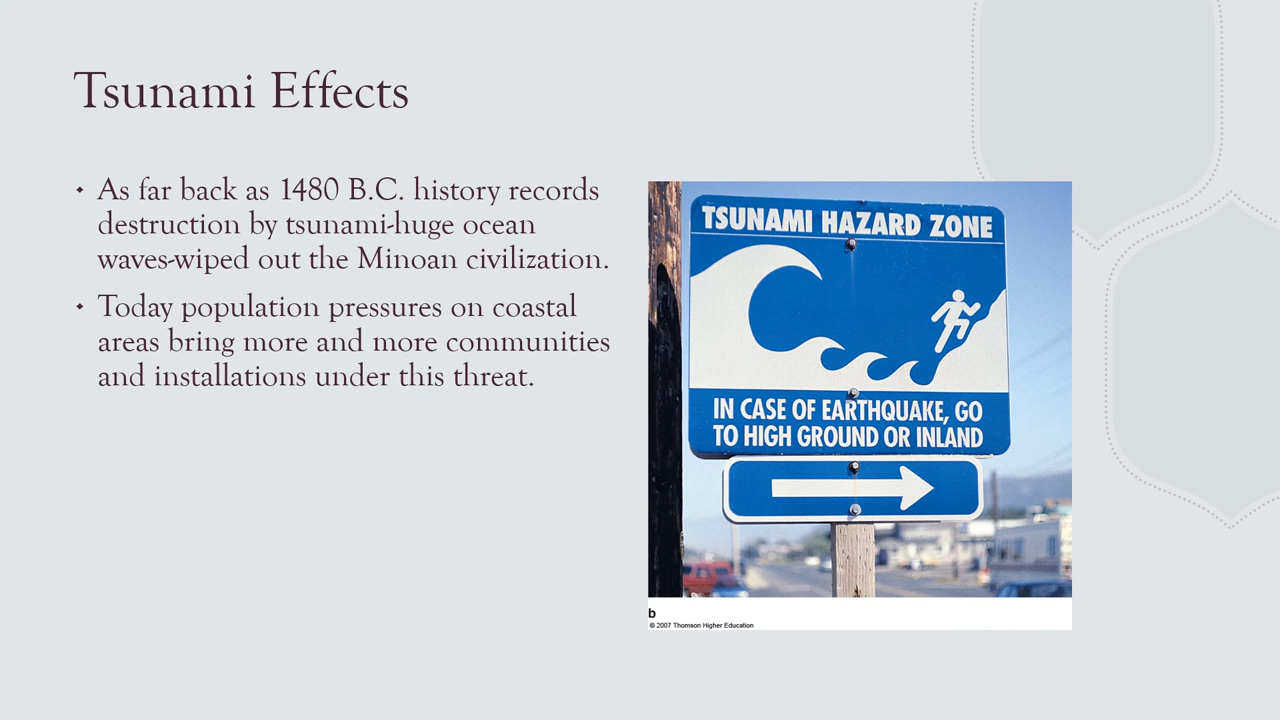 Tsunami Effects
• As far back as 1480 B.C. history records
destruction by tsunami-huge ocean
waves-wiped out the Minoan civilization.
• Today population pressures on coastal
areas bring more and more communities
and installations under this threat.
TSUNAMI HAZARD ZONE
IN CASE OF EARTHQUAKE, GO
TO HIGH GROUND OR INLAND
b
© 2007 Thomson Higher Education